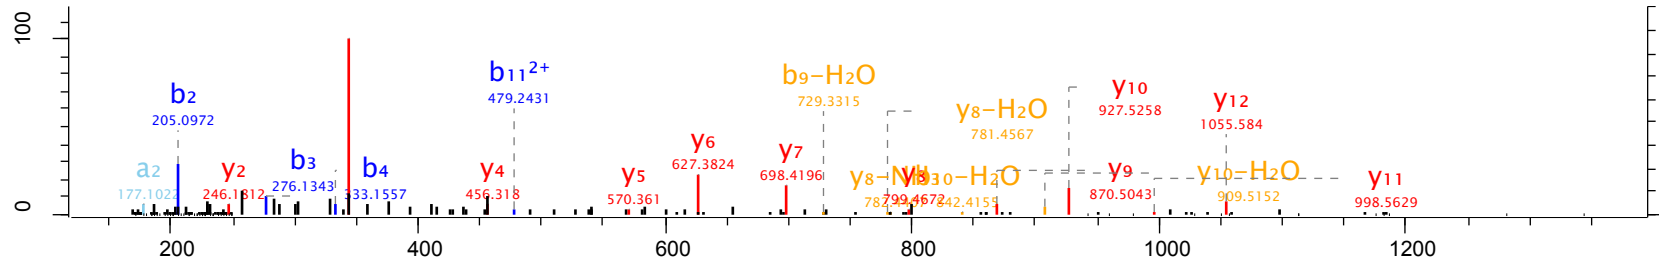 100
0
a2
177.1022
b2
205.0972
y2
246.1812
b3
276.1343
b4
333.1557
y4
456.318
b11²⁺
479.2431
y5
570.361
y6
627.3824
y7
698.4196
b9-H2O
729.3315
799.4672
y8-H2O
781.4567
y9
870.5043
y10
927.5258
y12
1055.584
y10-H2O
909.5152
y11
998.5629
200
400
600
800
1000
1200